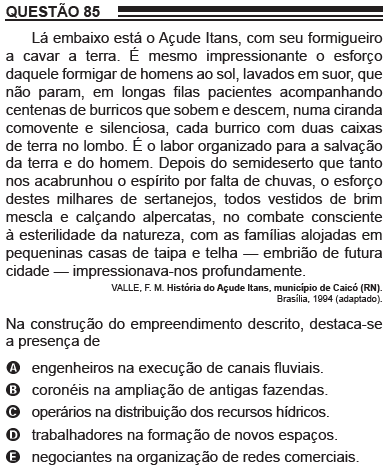 QUESTÃO 85
Lá embaixo está o Açude Itans, com seu formigueiro
a cavar a terra. É mesmo impressionante o esforço
daquele formigar de homens ao sol, lavados em suor, que
não param, em longas filas pacientes acompanhando
centenas de burricos que sobem e descem, numa ciranda
comovente e silenciosa, cada burrico com duas caixas
de terra no lombo. É o labor organizado para a salvação
da terra e do homem. Depois do semideserto que tanto
nos acabrunhou o espírito por falta de chuvas, o esforço
destes milhares de sertanejos, todos vestidos de brim
mescla e calçando alpercatas, no combate consciente
à esterilidade da natureza, com as famílias alojadas em
pequeninas casas de taipa e telha — embrião de futura
cidade — impressionava-nos profundamente.
VALLE, F. M. História do Açude Itans, município de Caicó (RN).
Brasília, 1994 (adaptado).
Na construção do empreendimento descrito, destaca-se
a presença de
A engenheiros na execução de canais fluviais.
B coronéis na ampliação de antigas fazendas.
C operários na distribuição dos recursos hídricos.
D trabalhadores na formação de novos espaços.
E negociantes na organização de redes comerciais.